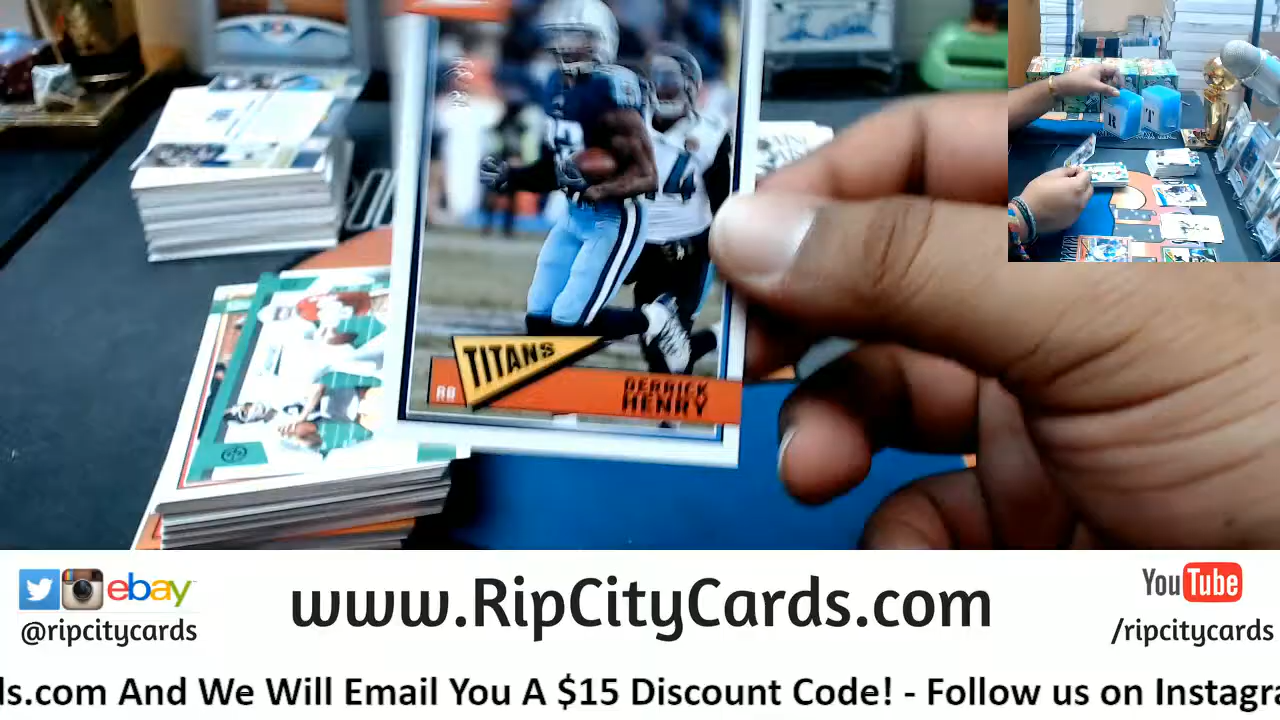 TITANS
RB
DERRICK
HENRY
R T
ebay
@ripcitycards
www.RipCityCards.com
YouTube
/ripcitycards
ds.com And We Will Email You A $15 Discount Code! - Follow us on Instagra